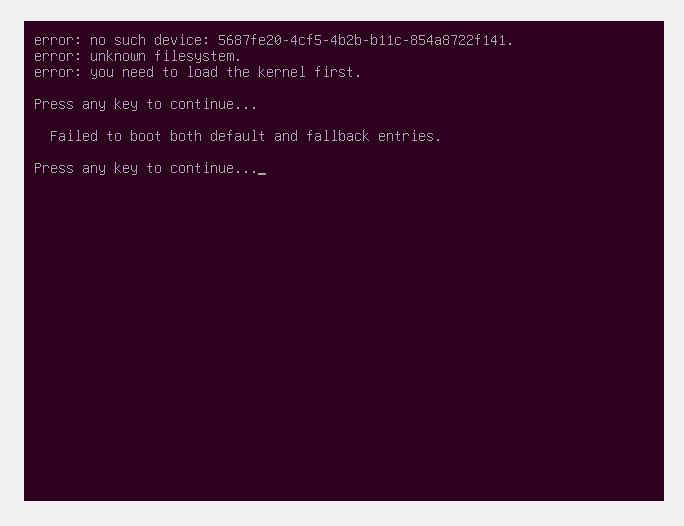 error: no such device: 5687fe20-4cf5-4b2b-b11c-854a8722f141.
error: unknown filesystem.
error: you need to load the kernel first.
Press any key to continue...
Failed to boot both default and fallback entries.
Press any key to continue..._